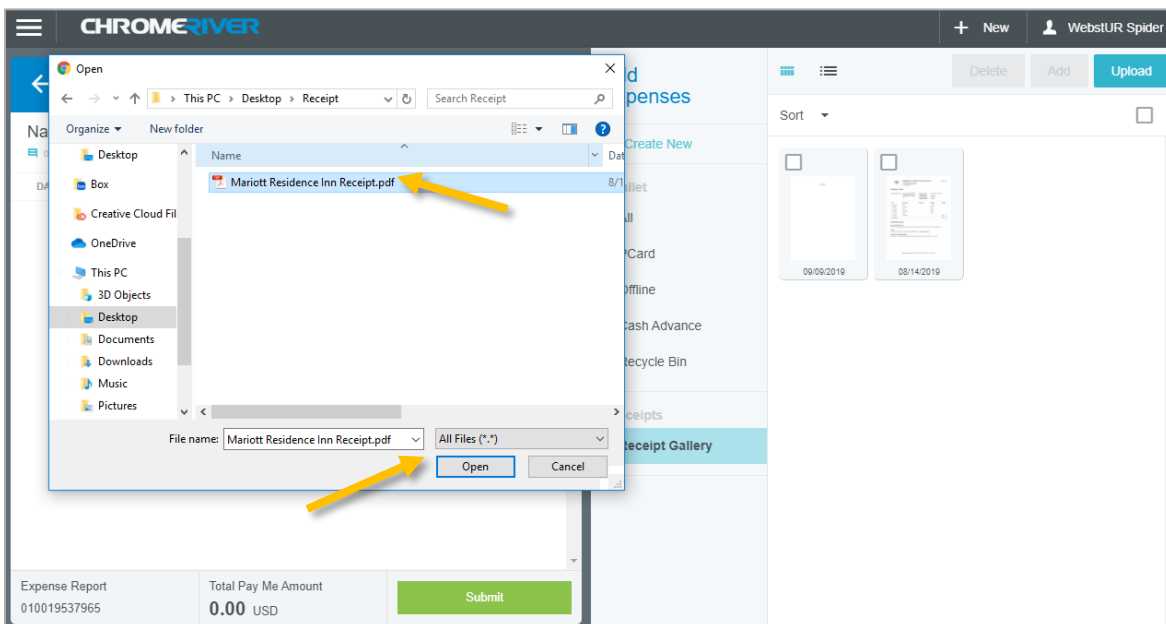 CHROMERIVER
+ New
WebstUR Spider
Open
This PC > Desktop > Receipt
Search Receipt
Organize
New folder
Desktop
Box
Creative Cloud Fil
OneDrive
This PC
3D Objects
Desktop
Documents
Downloads
Music
Pictures
Name
Dat
Mariott Residence Inn Receipt.pdf
8/1
File name:
Mariott Residence Inn Receipt.pdf
All Files (*.*)
Open
Cancel
Na
DA
d
penses
Create New
llet
ll
Card
Offline
Cash Advance
Recycle Bin
ceipts
Receipt Gallery
Delete
Add
Upload
Sort
09/09/2019
08/14/2019
Expense Report
010019537965
Total Pay Me Amount
0.00 USD
Submit